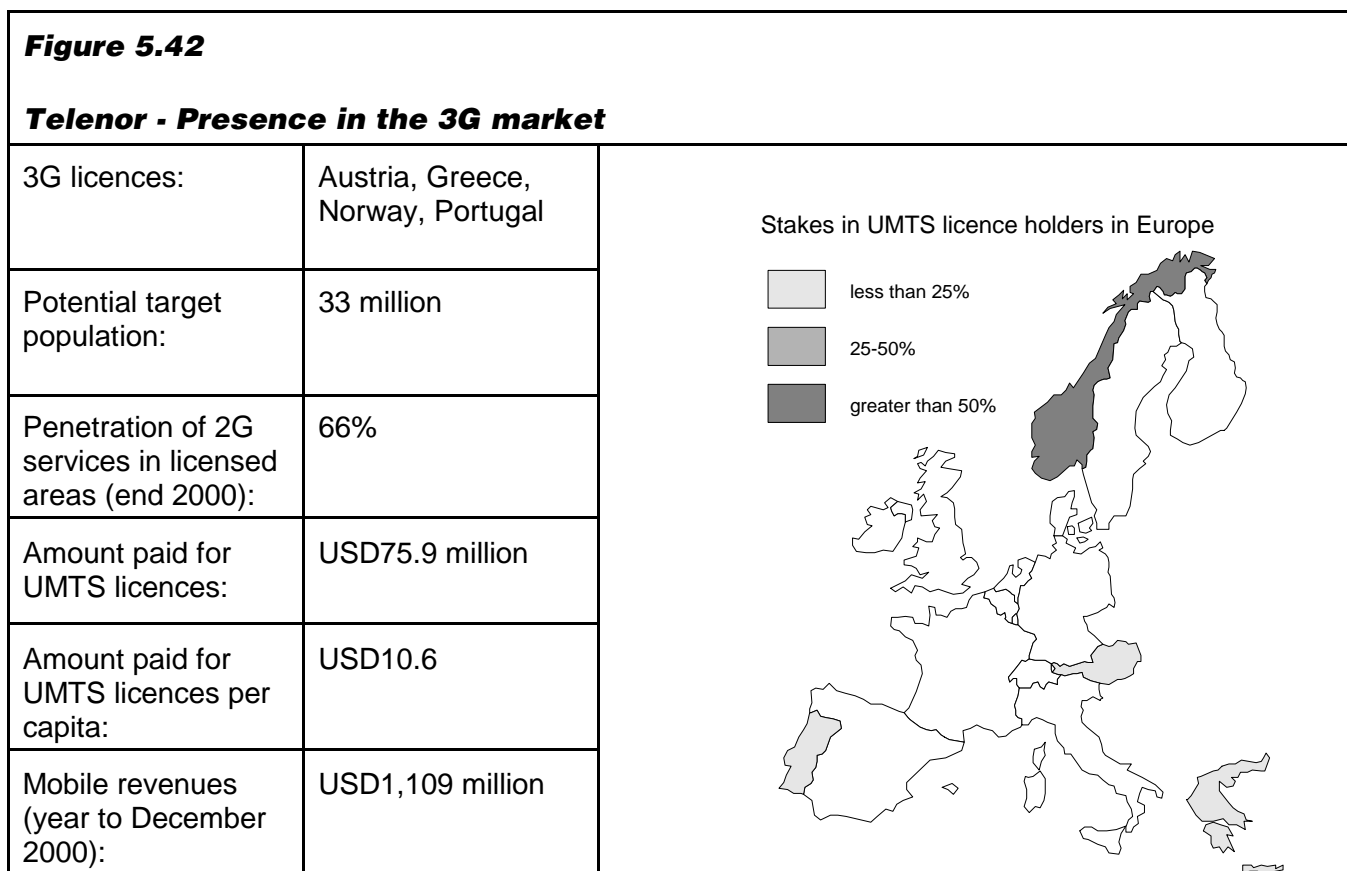 Figure 5.42
Telenor - Presence in the 3G market
3G licences:
Austria, Greece,
Norway, Portugal
Potential target
population:
33 million
Penetration of 2G
services in licensed
areas (end 2000):
66%
Amount paid for
UMTS licences:
USD75.9 million
Amount paid for
UMTS licences per
capita:
USD10.6
Mobile revenues
(year to December
2000):
USD1,109 million
Stakes in UMTS licence holders in Europe
less than 25%
25-50%
greater than 50%